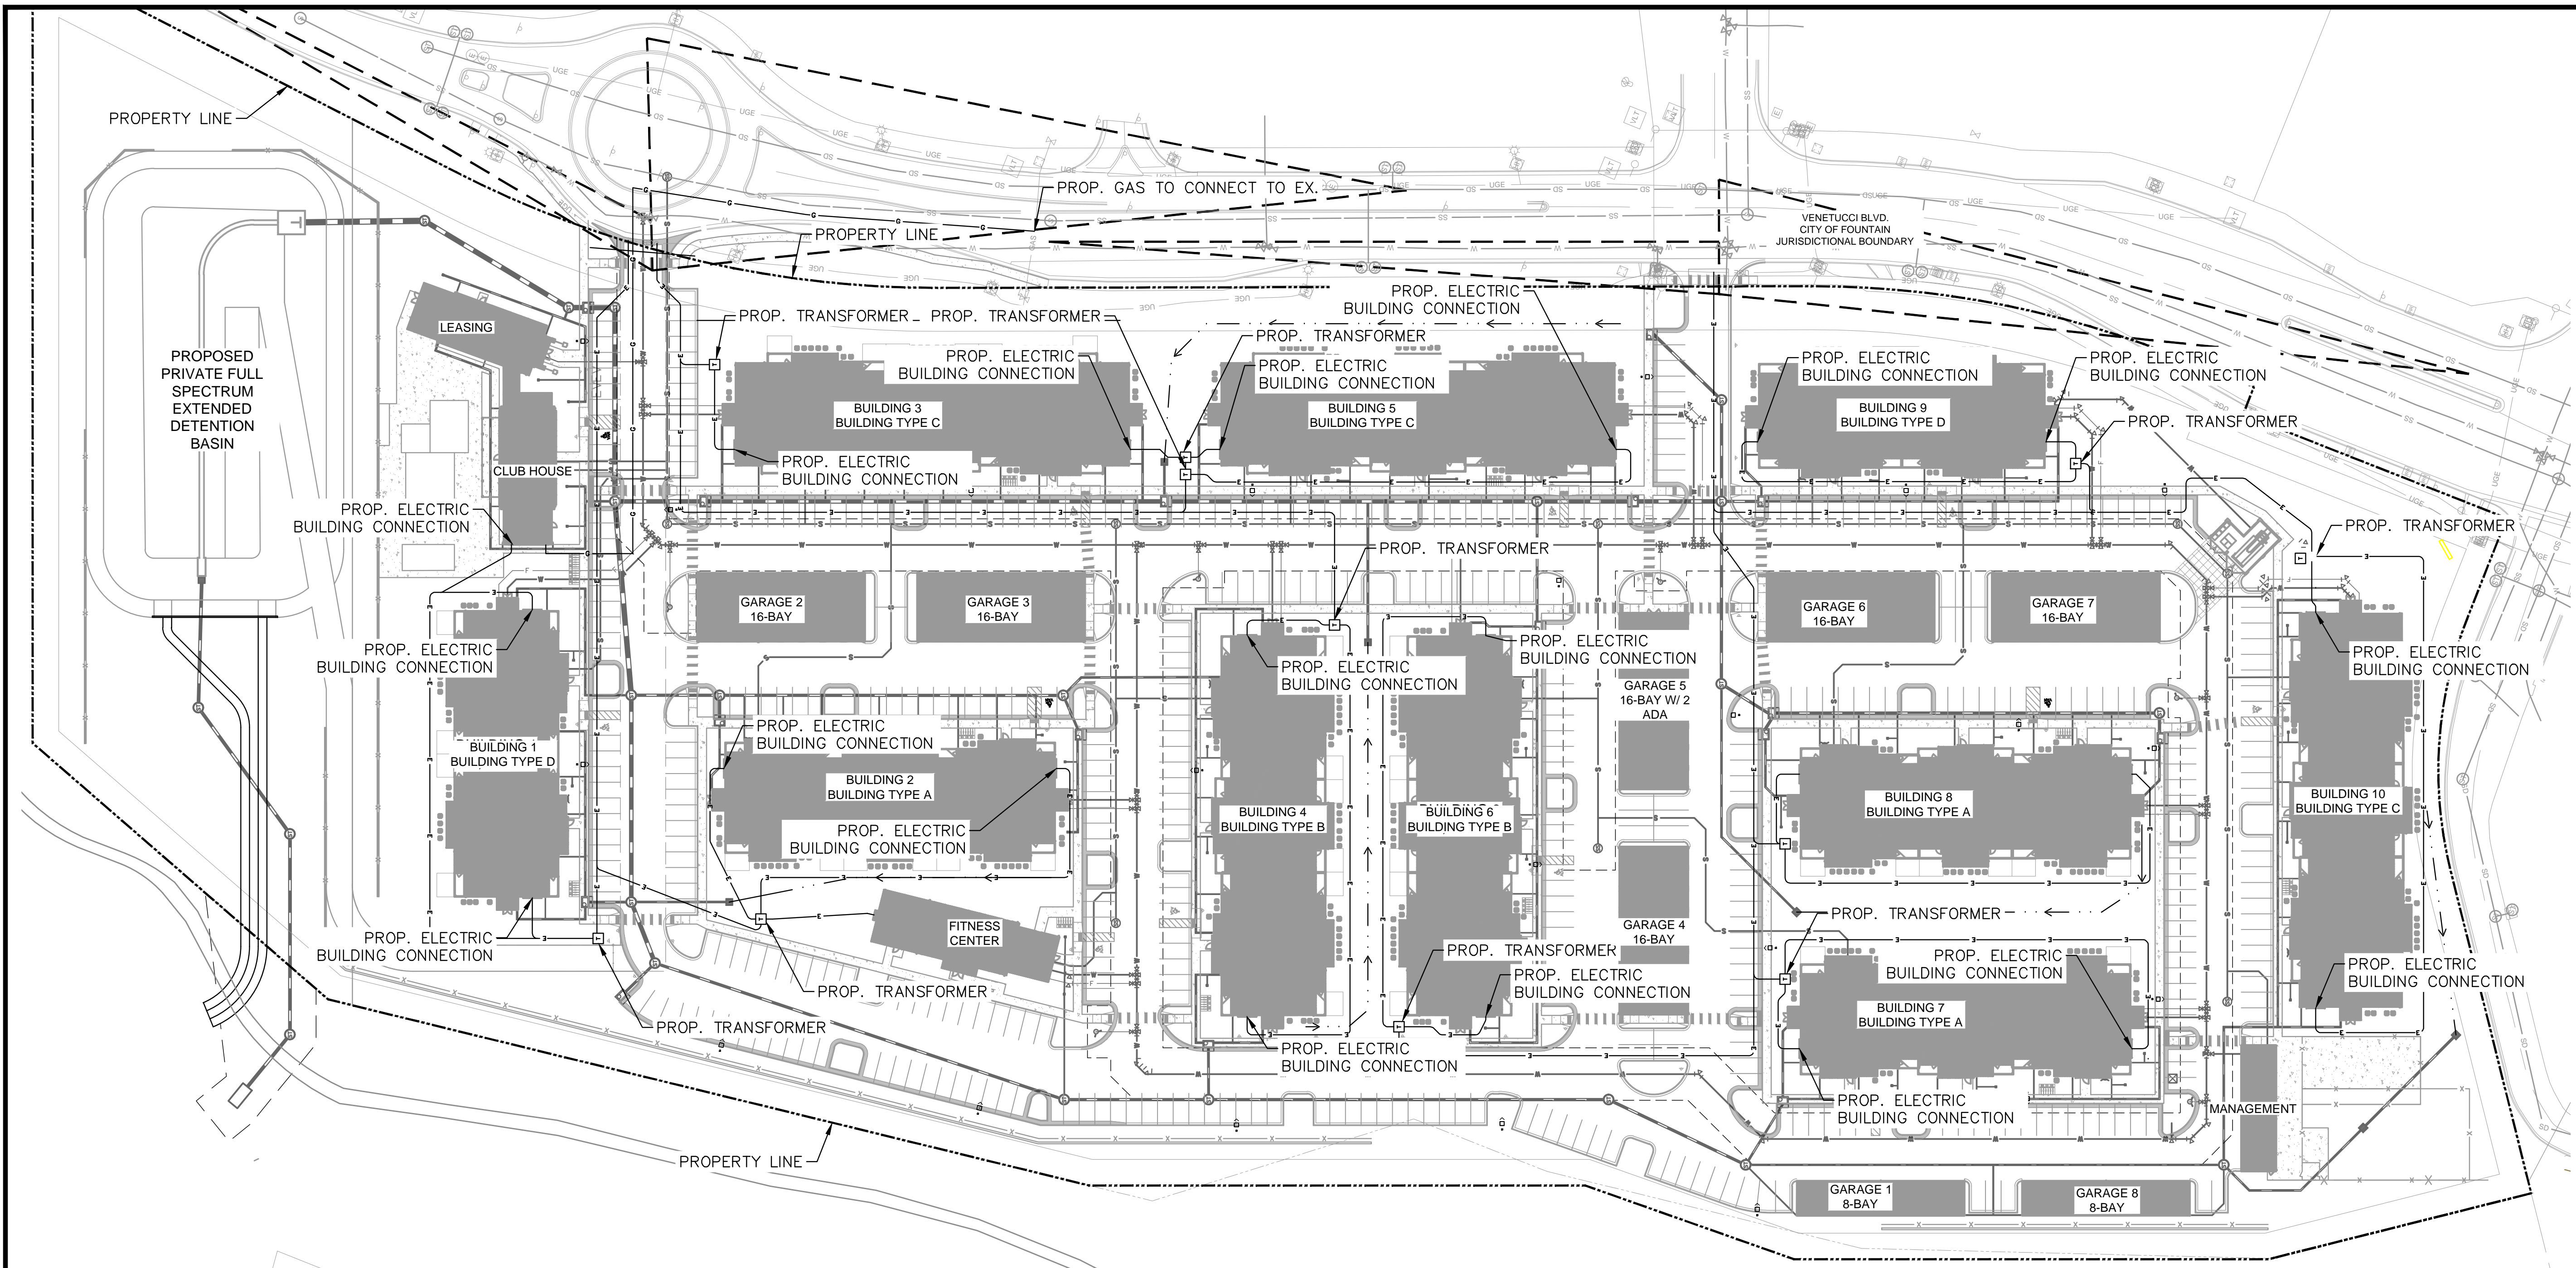 PROPERTY LINE
PROP. GAS TO CONNECT TO EX.
PROPERTY LINE
VENETUCCI BLVD.
CITY OF FOUNTAIN
JURISDICTIONAL BOUNDARY
LEASING
PROP. TRANSFORMER
PROP. TRANSFORMER
PROP. ELECTRIC
BUILDING CONNECTION
PROP. TRANSFORMER
PROPOSED
PRIVATE FULL
SPECTRUM
EXTENDED
DETENTION
BASIN
PROP. ELECTRIC
BUILDING CONNECTION
PROP. ELECTRIC
BUILDING CONNECTION
PROP. ELECTRIC
BUILDING CONNECTION
PROP. ELECTRIC
BUILDING CONNECTION
BUILDING 3
BUILDING TYPE C
BUILDING 5
BUILDING TYPE C
BUILDING 9
BUILDING TYPE D
PROP. TRANSFORMER
CLUB HOUSE
PROP. ELECTRIC
BUILDING CONNECTION
PROP. ELECTRIC
BUILDING CONNECTION
PROP. TRANSFORMER
PROP. TRANSFORMER
GARAGE 2
16-BAY
GARAGE 3
16-BAY
GARAGE 6
16-BAY
GARAGE 7
16-BAY
PROP. ELECTRIC
BUILDING CONNECTION
PROP. ELECTRIC
BUILDING CONNECTION
PROP. ELECTRIC
BUILDING CONNECTION
PROP. ELECTRIC
BUILDING CONNECTION
GARAGE 5
16-BAY W/ 2
ADA
BUILDING 1
BUILDING TYPE D
PROP. ELECTRIC
BUILDING CONNECTION
BUILDING 2
BUILDING TYPE A
PROP. ELECTRIC
BUILDING CONNECTION
BUILDING 4
BUILDING TYPE B
BUILDING 6
BUILDING TYPE B
BUILDING 8
BUILDING TYPE A
BUILDING 10
BUILDING TYPE C
PROP. ELECTRIC
BUILDING CONNECTION
FITNESS
CENTER
GARAGE 4
16-BAY
PROP. TRANSFORMER
PROP. TRANSFORMER
PROP. TRANSFORMER
PROP. ELECTRIC
BUILDING CONNECTION
PROP. ELECTRIC
BUILDING CONNECTION
PROP. ELECTRIC
BUILDING CONNECTION
PROP. TRANSFORMER
BUILDING 7
BUILDING TYPE A
PROP. ELECTRIC
BUILDING CONNECTION
PROP. ELECTRIC
BUILDING CONNECTION
MANAGEMENT
PROPERTY LINE
GARAGE 1
8-BAY
GARAGE 8
8-BAY